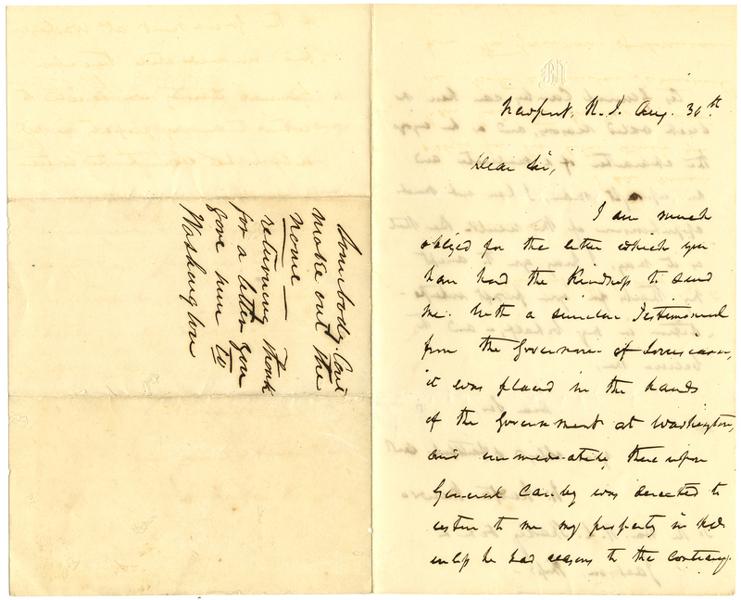 Somebody. Can't
make out the
name —
returning thank
for a letter you
gave him to
Washington
Newport. R. I. Aug. 30th
Dear Sir,
I am much
obliged for the letter which you
have had the kindness to send
me. With a similar Testimonial
from the Governor of Louisiana,
it was placed in the hands
of the Government at Washington,
and immediately thereupon
General Canby was directed to
restore to me my property in
unless he had reasons to the contrary.